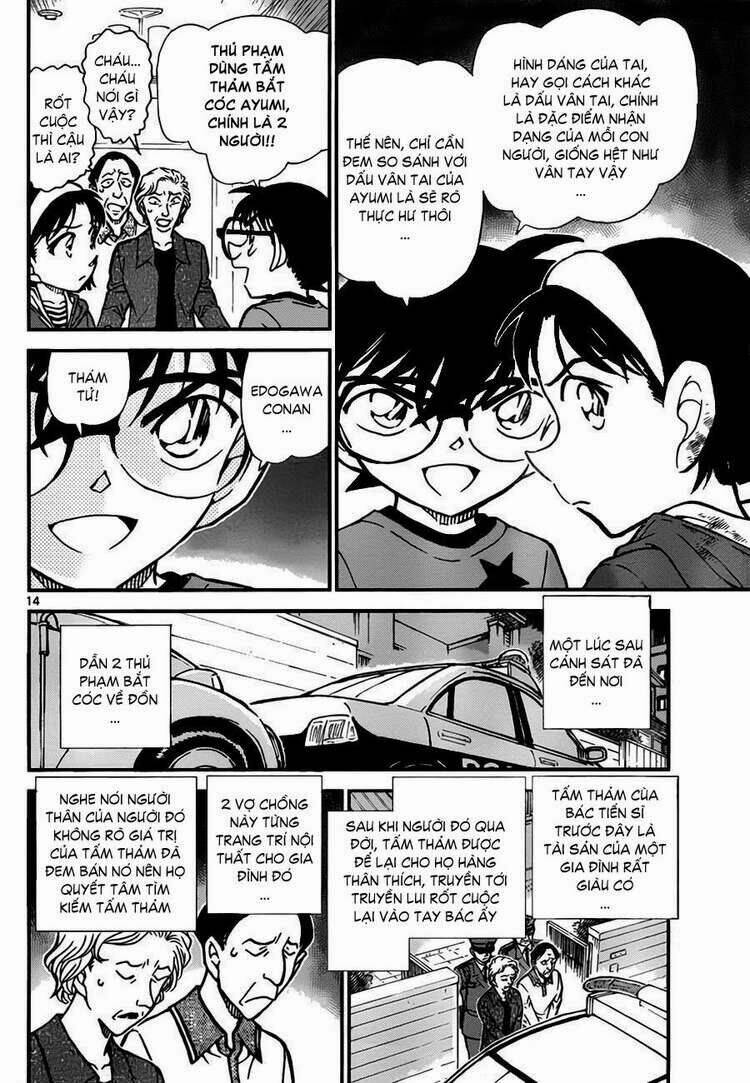 HÌNH DÁNG CỦA TAI,
HAY GỌI CÁCH KHÁC
LÀ DẤU VÂN TAI, CHÍNH
LÀ ĐẶC ĐIỂM NHẬN
DẠNG CỦA MỖI CON
NGƯỜI, GIỐNG HỆT NHƯ
VÂN TAY VẬY
...
THẾ NÊN, CHỈ CẦN
ĐEM SO SÁNH VỚI
DẤU VÂN TAI CỦA
AYUMI LÀ SẼ RÕ
THỰC HƯ THÔI
...
THỦ PHẠM
DÙNG TẤM
THẢM BẮT
CÓC AYUMI,
CHÍNH LÀ 2
NGƯỜI!!
CHÁU...
CHÁU
NÓI GÌ
VẬY?
RỐT
CUỘC
THÌ CẬU
LÀ AI?
EDOGAWA
CONAN
...
THÁM
TỬ!
14
MỘT LÚC SAU
CẢNH SÁT ĐÃ
ĐẾN NƠI
...
DẪN 2 THỦ
PHẠM BẮT
CÓC VỀ ĐỒN
...
TẤM THẢM CỦA
BÁC TIẾN SĨ
TRƯỚC ĐÂY LÀ
TÀI SẢN CỦA MỘT
GIA ĐÌNH RẤT
GIÀU CÓ
...
SAU KHI NGƯỜI ĐÓ QUA
ĐỜI, TẤM THẢM ĐƯỢC
ĐỂ LẠI CHO HỌ HÀNG
THÂN THÍCH, TRUYỀN TỚI
TRUYỀN LUI RỐT CUỘC
LẠI VÀO TAY BÁC ẤY
...
2 VỢ CHỒNG
NÀY TỪNG
TRANG TRÍ NỘI
THẤT CHO GIA
ĐÌNH ĐÓ
...
NGHE NÓI NGƯỜI
THÂN CỦA NGƯỜI ĐÓ
KHÔNG RÕ GIÁ TRỊ
CỦA TẤM THẢM ĐÃ
ĐEM BÁN NÓ NÊN HỌ
QUYẾT TÂM TÌM
KIẾM TẤM THẢM